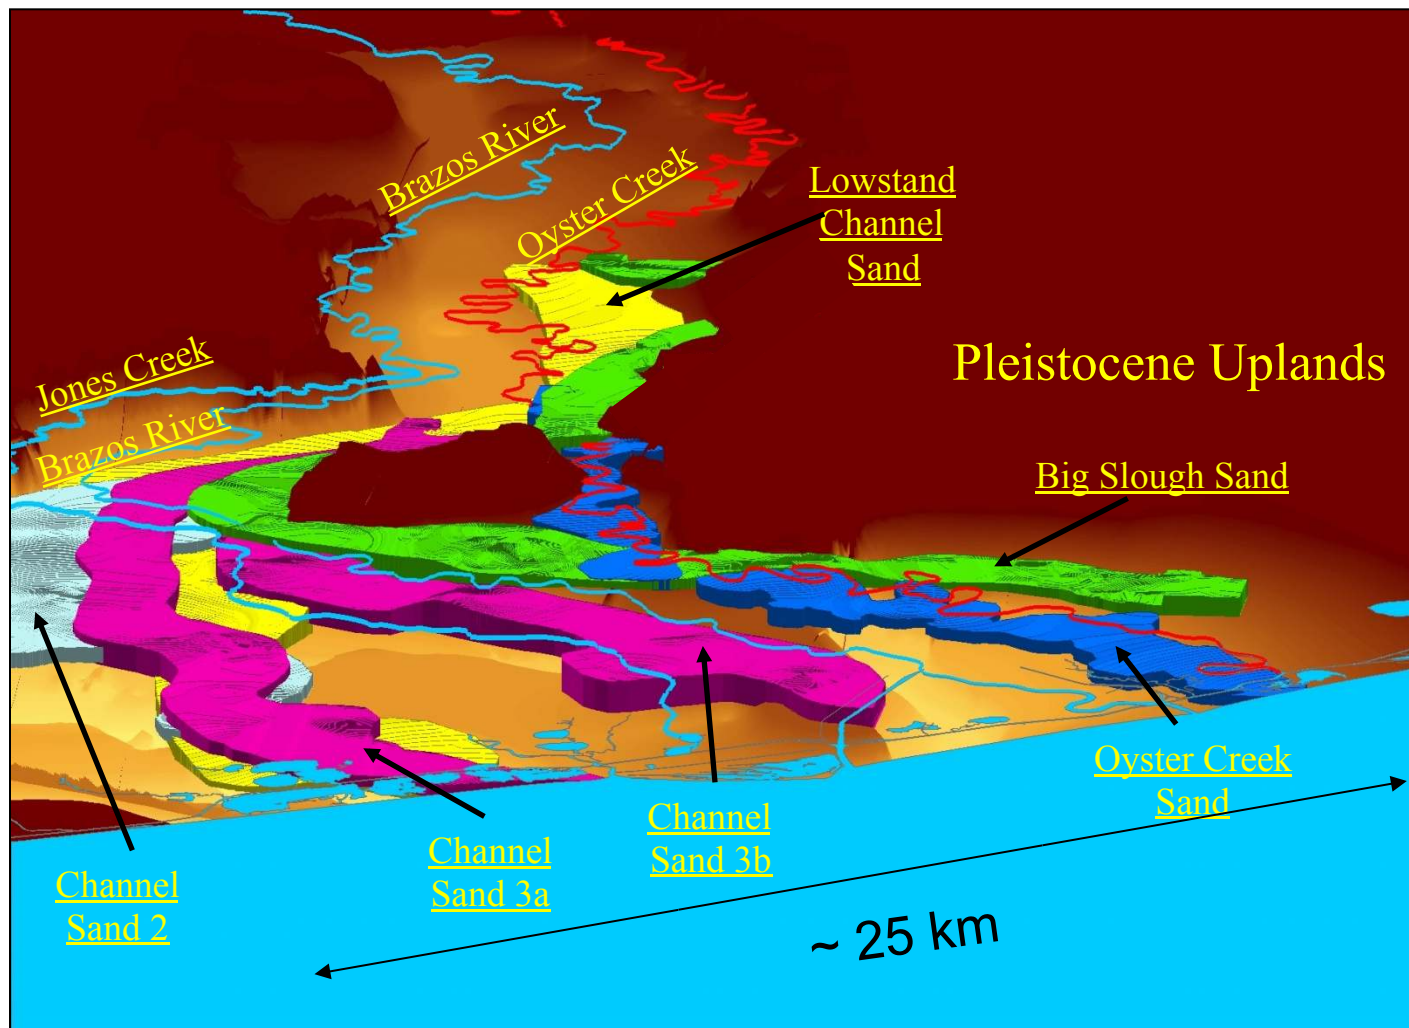 Brazos River
Oyster Creek
Lowstand
Channel
Sand
Jones Creek
Brazos River
Pleistocene Uplands
Big Slough Sand
Oyster Creek
Sand
Channel
Sand 3b
Channel
Sand 3a
Channel
Sand 2
~ 25 km